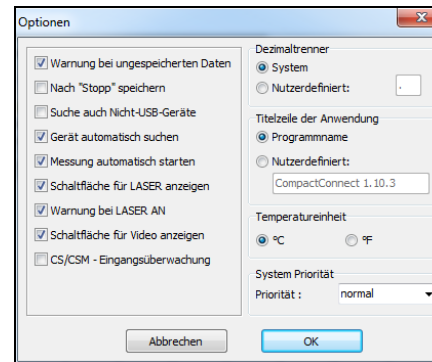 Optionen
Warnung bei ungespeicherten Daten
Nach "Stopp" speichern
Suche auch Nicht-USB-Geräte
Gerät automatisch suchen
Messung automatisch starten
Schaltfläche für LASER anzeigen
Warnung bei LASER AN
Schaltfläche für Video anzeigen
CS/CSM - Eingangsüberwachung
Dezimaltrenner
System
Nutzerdefiniert: .
Titelzeile der Anwendung
Programmname
Nutzerdefiniert:
CompactConnect 1.10.3
Temperatureinheit
°C °F
System Priorität
Priorität : normal
Abbrechen OK